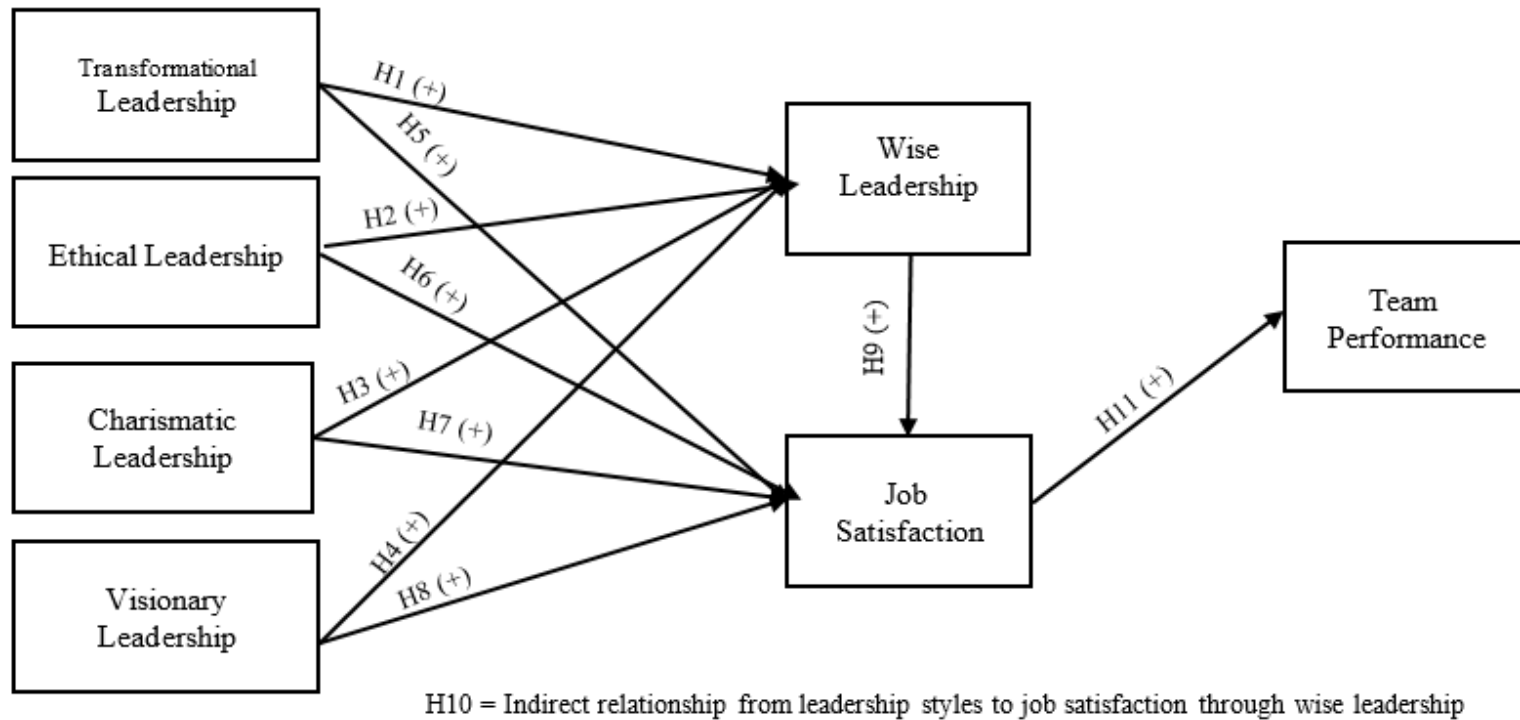 Transformational
Leadership
H1 (+)
H5 (+)
Wise
Leadership
Ethical Leadership
H2 (+)
H6 (+)
H9 (+)
Team
Performance
Charismatic
Leadership
H3 (+)
H7 (+)
H11 (+)
Job
Satisfaction
Visionary
Leadership
H4 (+)
H8 (+)
H10 = Indirect relationship from leadership styles to job satisfaction through wise leadership